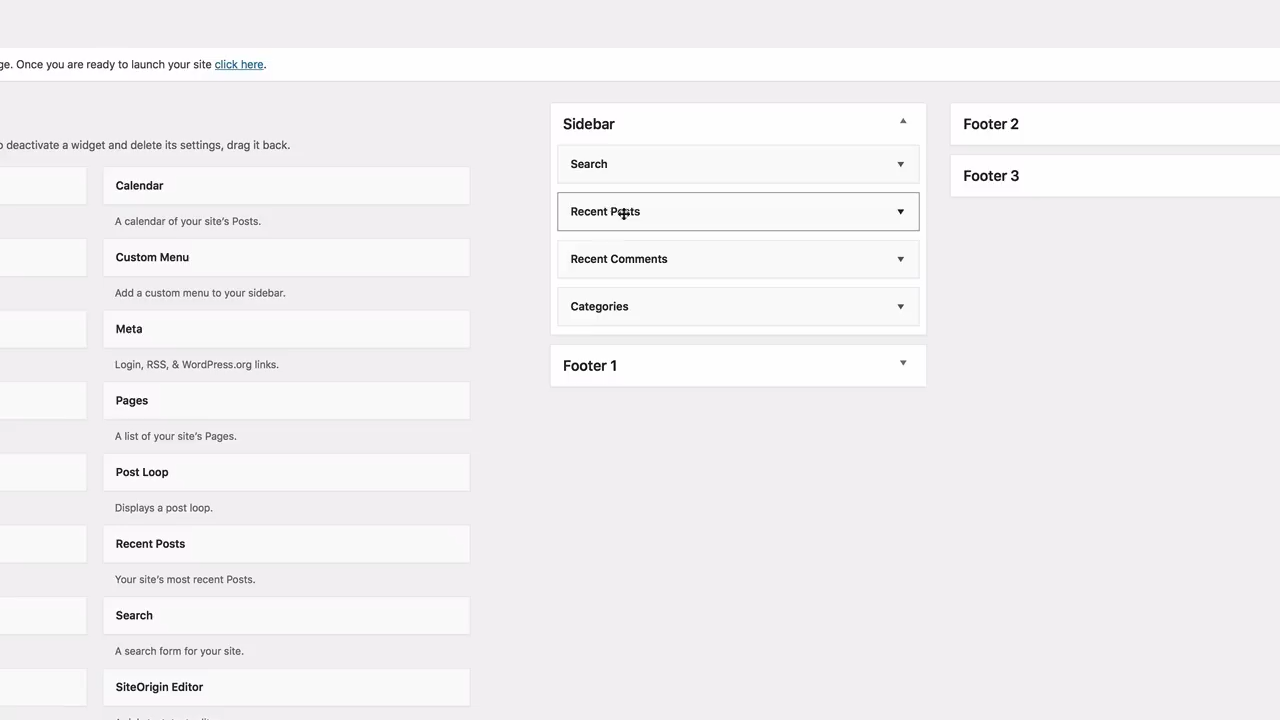 ge. Once you are ready to launch your site click here.
o deactivate a widget and delete its settings, drag it back.
Calendar
A calendar of your site's Posts.
Custom Menu
Add a custom menu to your sidebar.
Meta
Login, RSS, & WordPress.org links.
Pages
A list of your site's Pages.
Post Loop
Displays a post loop.
Recent Posts
Your site's most recent Posts.
Search
A search form for your site.
SiteOrigin Editor
Sidebar
Search
Recent Posts
Recent Comments
Categories
Footer 1
Footer 2
Footer 3